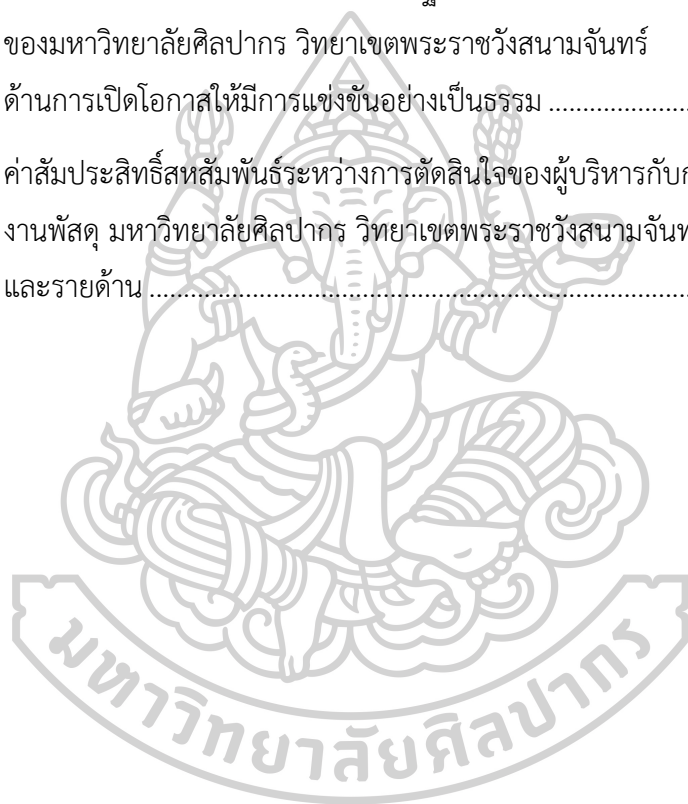 ของมหาวิทยาลัยศิลปากร วิทยาเขตพระราชวังสนามจันทร์
ด้านการเปิดโอกาสให้มีการแข่งขันอย่างเป็นธรรม ......................
ค่าสัมประสิทธิ์สหสัมพันธ์ระหว่างการตัดสินใจของผู้บริหารกับ
งานพัสดุ มหาวิทยาลัยศิลปากร วิทยาเขตพระราชวังสนามจันท
และรายด้าน ....................................................................................
มหาวิทยาลัยศิลปากร